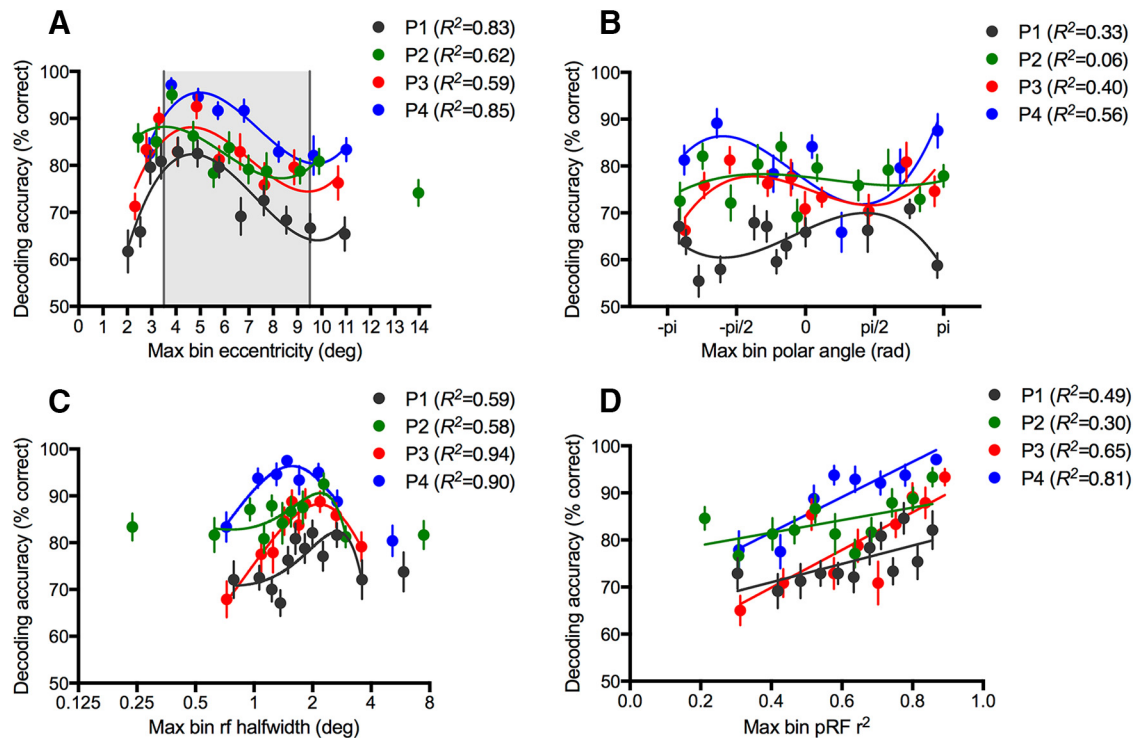 A
P1 (R²=0.83)
P2 (R²=0.62)
P3 (R²=0.59)
P4 (R²=0.85)
Decoding accuracy (% correct)
100
90
80
70
60
50
0 1 2 3 4 5 6 7 8 9 10 11 12 13 14
Max bin eccentricity (deg)
B
P1 (R²=0.33)
P2 (R²=0.06)
P3 (R²=0.40)
P4 (R²=0.56)
Decoding accuracy (% correct)
100
90
80
70
60
50
-pi -pi/2 0 pi/2 pi
Max bin polar angle (rad)
C
P1 (R²=0.59)
P2 (R²=0.58)
P3 (R²=0.94)
P4 (R²=0.90)
Decoding accuracy (% correct)
100
90
80
70
60
50
0.125 0.25 0.5 1 2 4 8
Max bin rf halfwidth (deg)
D
P1 (R²=0.49)
P2 (R²=0.30)
P3 (R²=0.65)
P4 (R²=0.81)
Decoding accuracy (% correct)
100
90
80
70
60
50
0.0 0.2 0.4 0.6 0.8 1.0
Max bin pRF r²